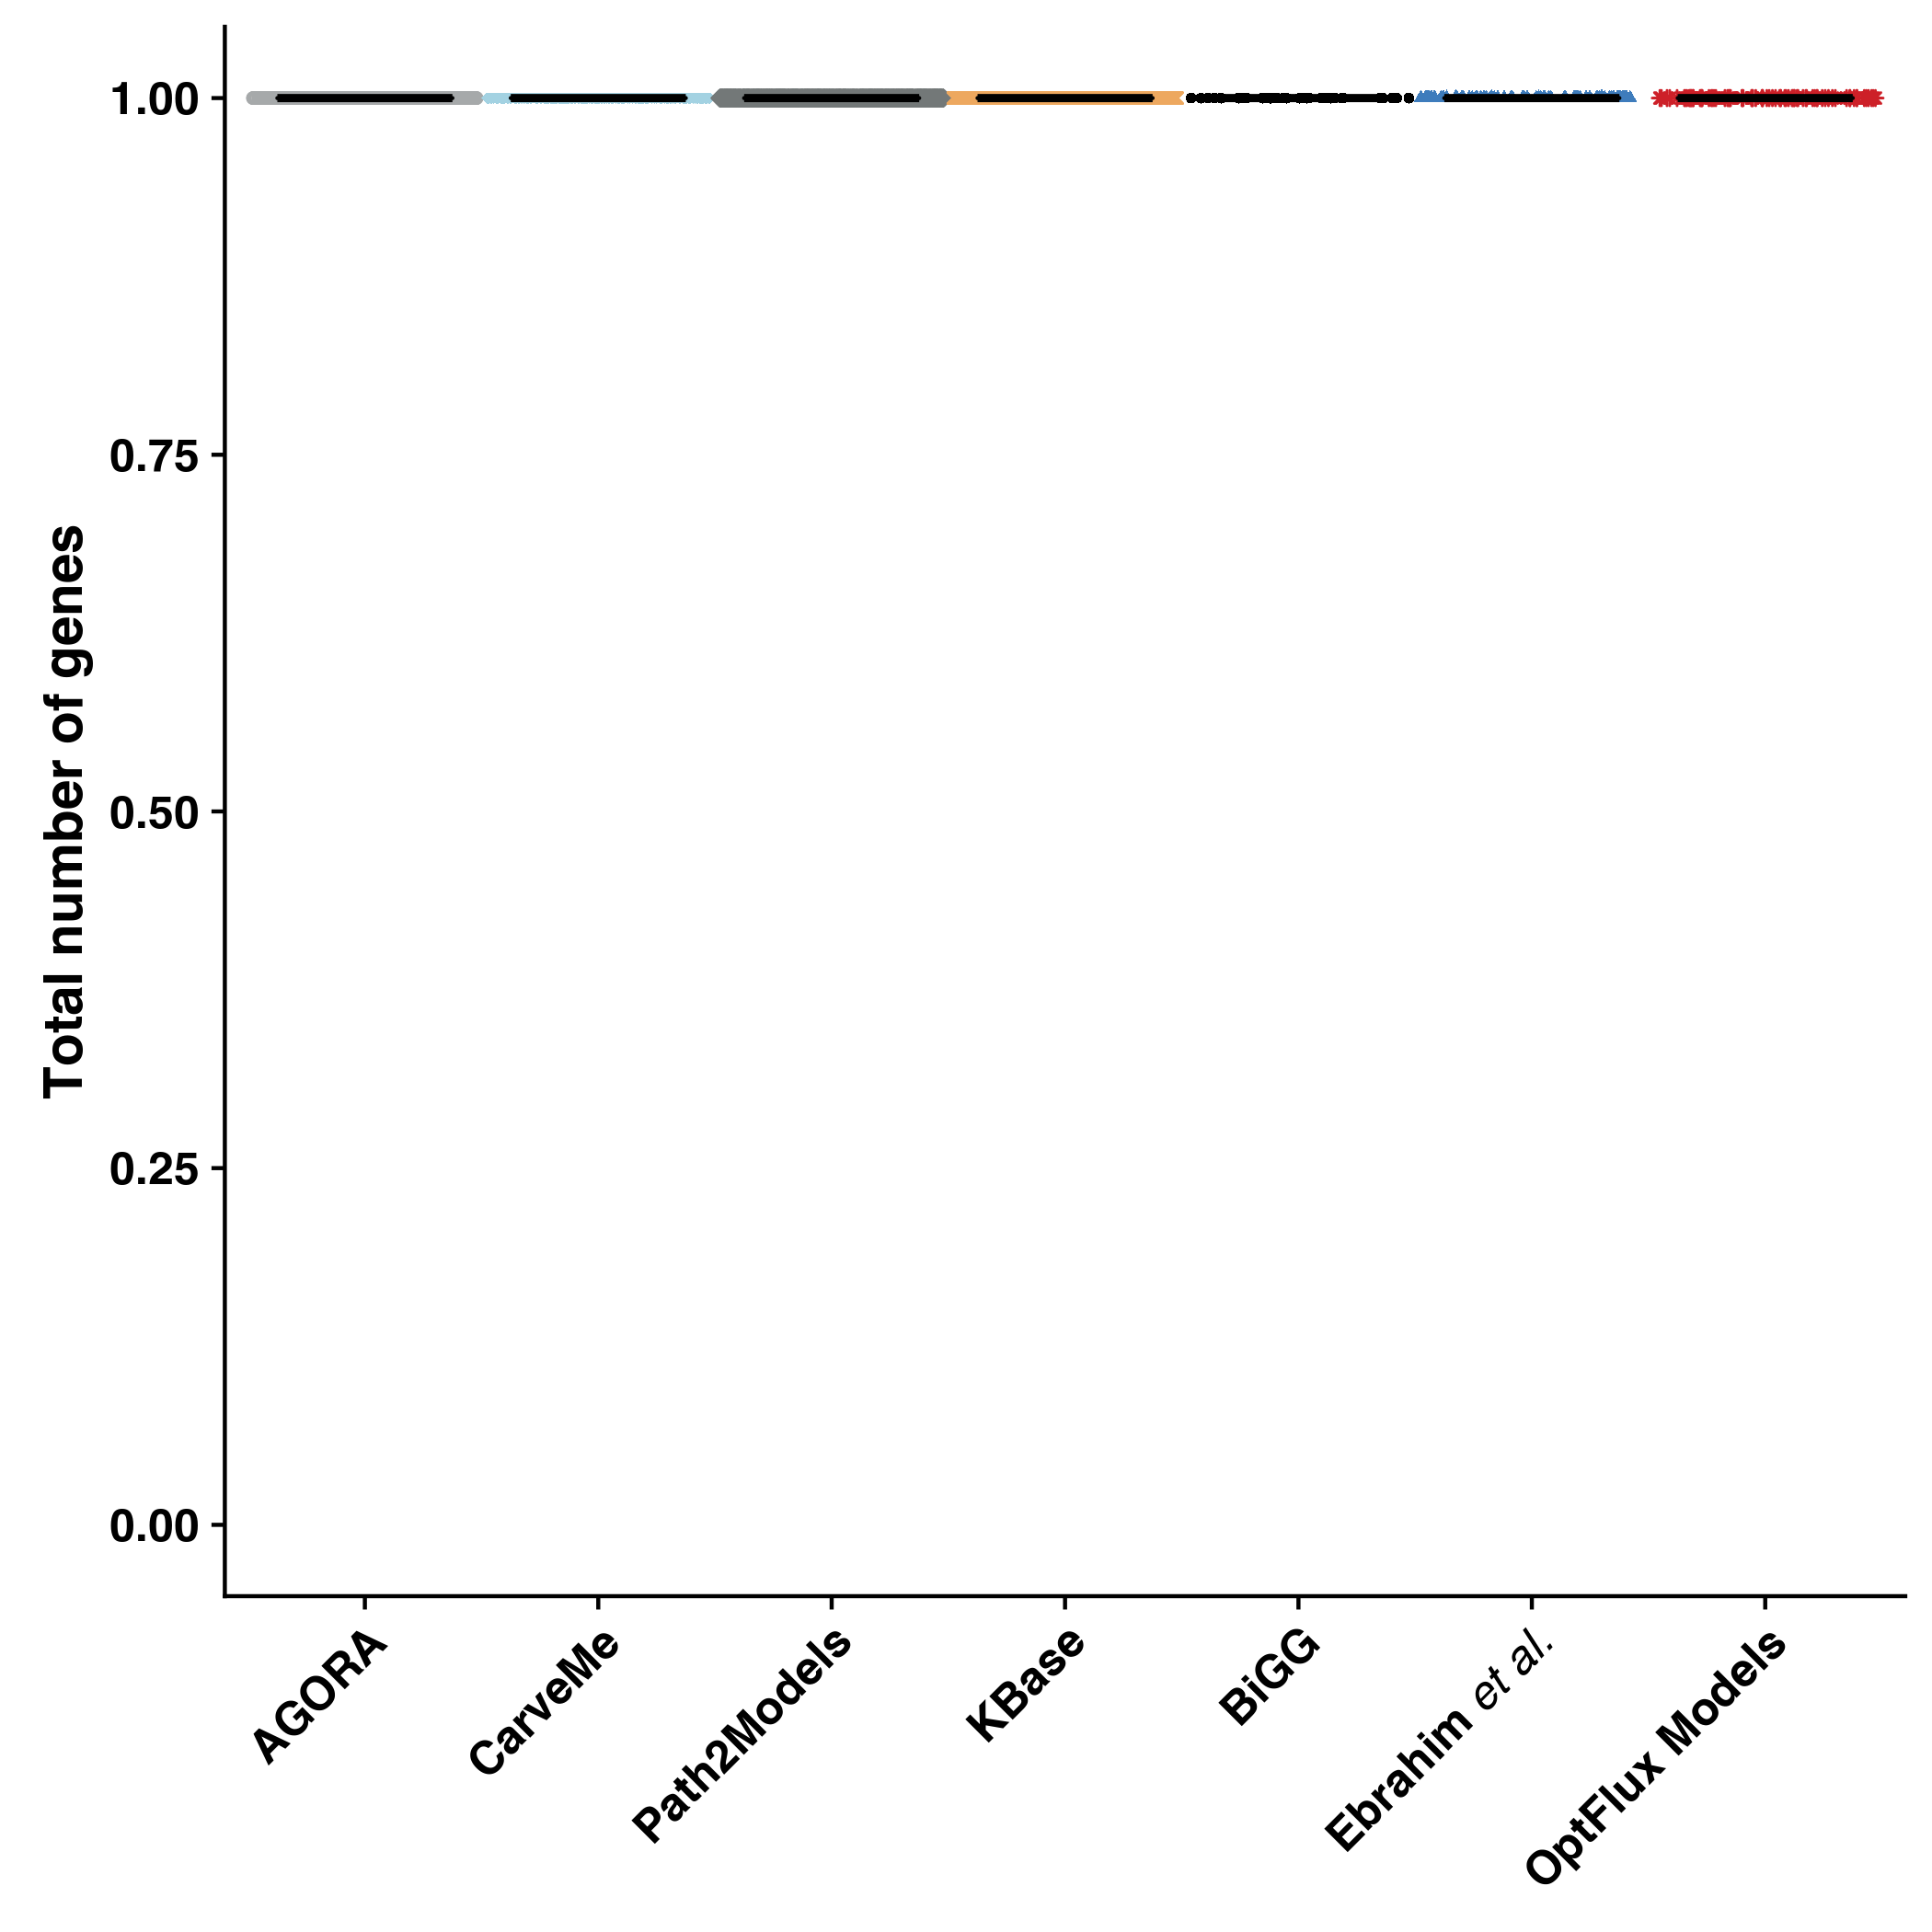 Total number of genes
1.00
0.75
0.50
0.25
0.00
AGORA
CarveMe
Path2Models
KBase
BiGG
Ebrahim et al.
OptFlux Models